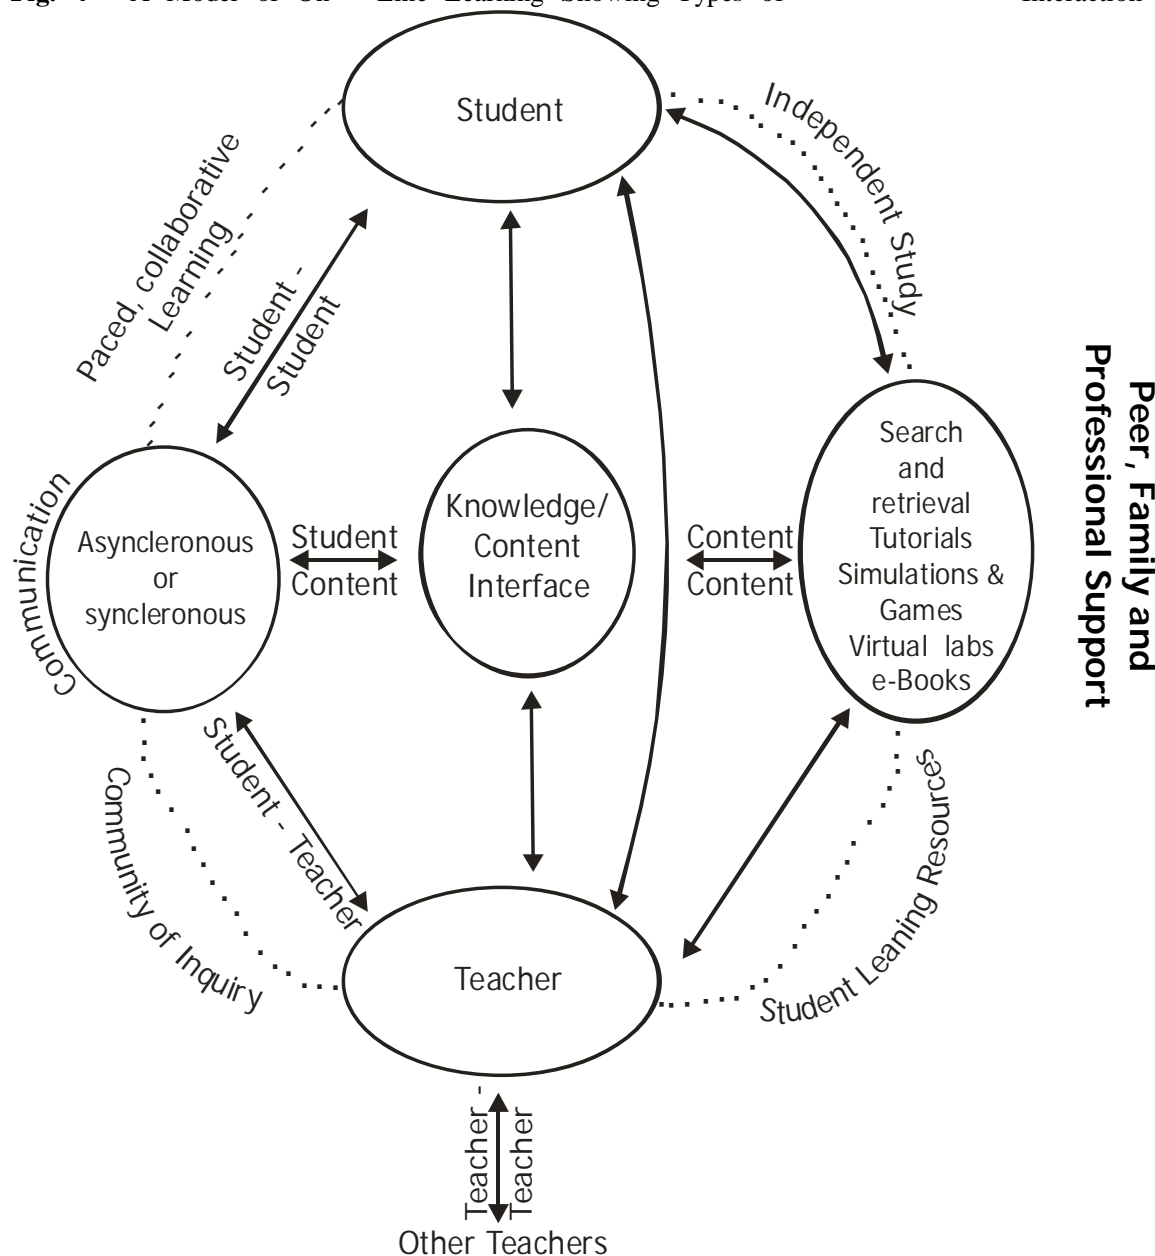 Student
Independent Study
Paced, collaborative
Learning
Student -
Student
Peer, Family and
Professional Support
Communication
Asyncleronous
or
syncleronous
Student
Content
Knowledge/
Content
Interface
Content
Content
Search
and
retrieval
Tutorials
Simulations &
Games
Virtual labs
e-Books
Student - Teacher
Community of Inquiry
Teacher
Student Leaning Resources
Teacher -
Teacher
Other Teachers